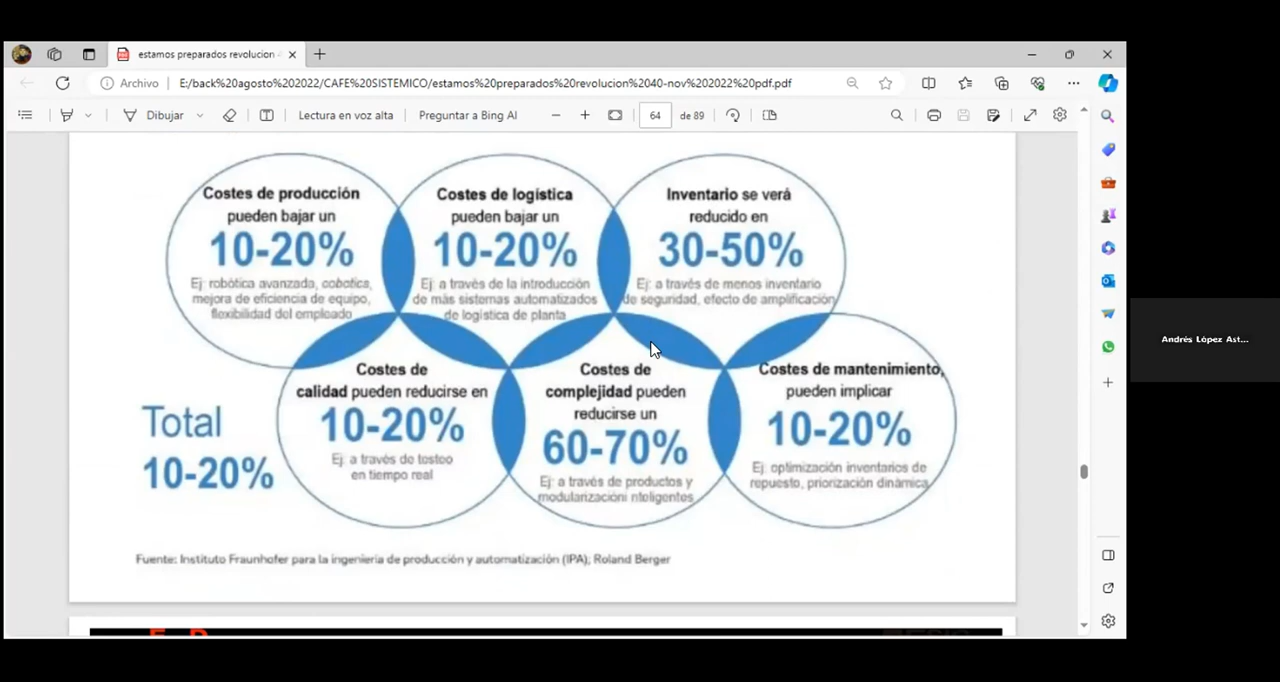 estamos preparados revolucion
Archivo
E:/back%20agosto%202022/CAFE%20SISTEMICO/estamos%20preparados%20revolucion%2040-nov%202022%20pdf.pdf
Dibujar
Lectura en voz alta
Preguntar a Bing AI
64
de 89
Costes de producción
pueden bajar un
10-20%
Ej: robótica avanzada, cobotica,
mejora de eficiencia de equipo,
flexibilidad del empleado
Costes de logística
pueden bajar un
10-20%
Ej: a través de la introducción
de más sistemas automatizados
de logística de planta
Inventario se verá
reducido en
30-50%
Ej: a través de menos inventario
de seguridad, efecto de amplificación
Total
10-20%
Costes de
calidad pueden reducirse en
10-20%
Ej: a través de testeo
en tiempo real
Costes de
complejidad pueden
reducirse un
60-70%
Ej: a través de productos y
modularizacióni nteligentes
Costes de mantenimiento,
pueden implicar
10-20%
Ej: optimización inventarios de
repuesto, priorización dinámica
Fuente: Instituto Fraunhofer para la ingeniería de producción y automatización (IPA); Roland Berger
Andrés López Ast...